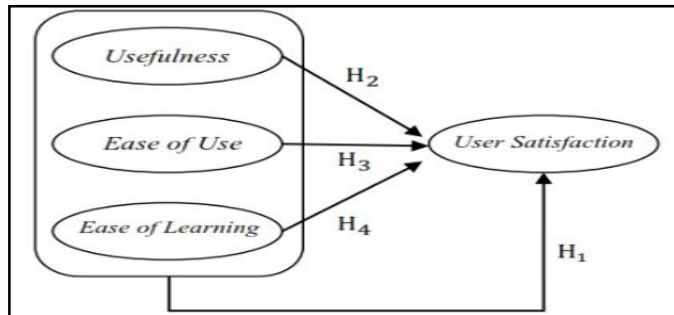 Usefulness
H₂
Ease of Use
User Satisfaction
H₃
Ease of Learning
H₄
H₁